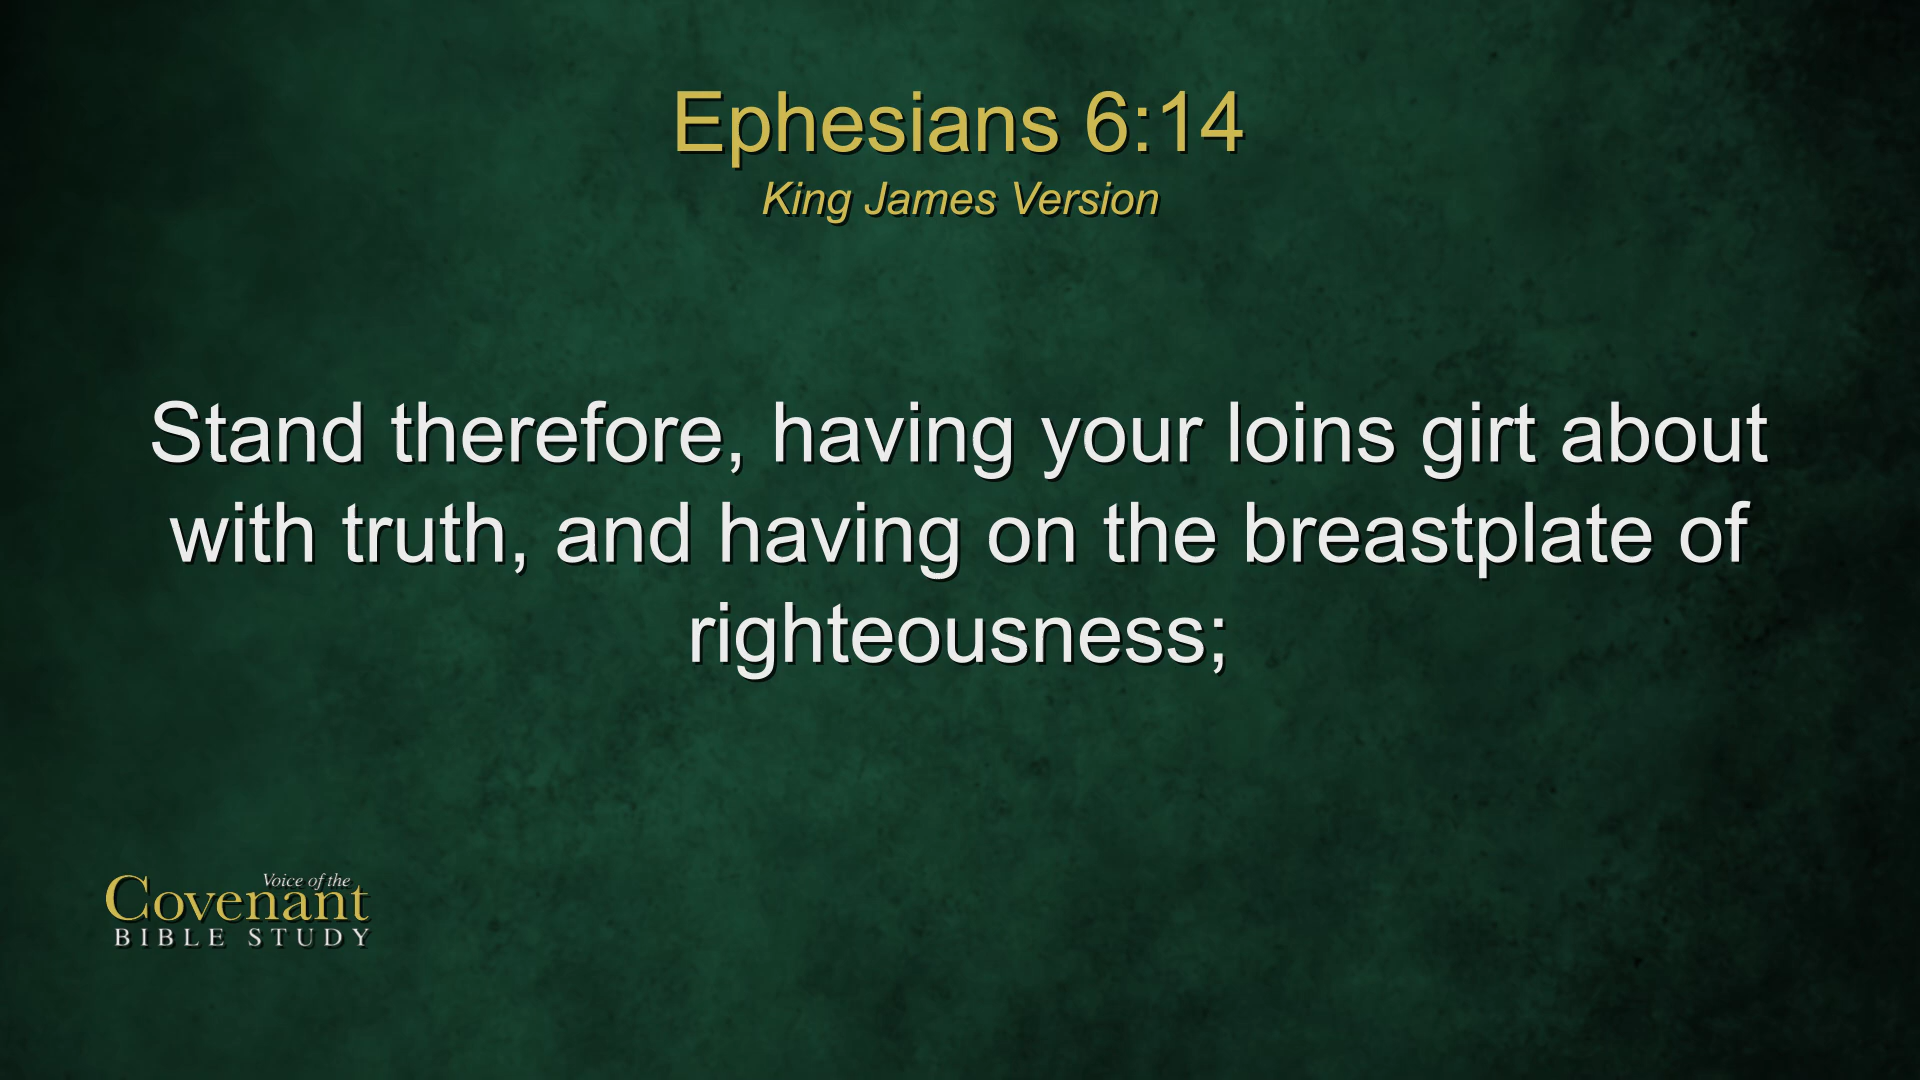 Ephesians 6:14
King James Version
Stand therefore, having your loins girt about
with truth, and having on the breastplate of
righteousness;
Voice of the
Covenant
BIBLE STUDY